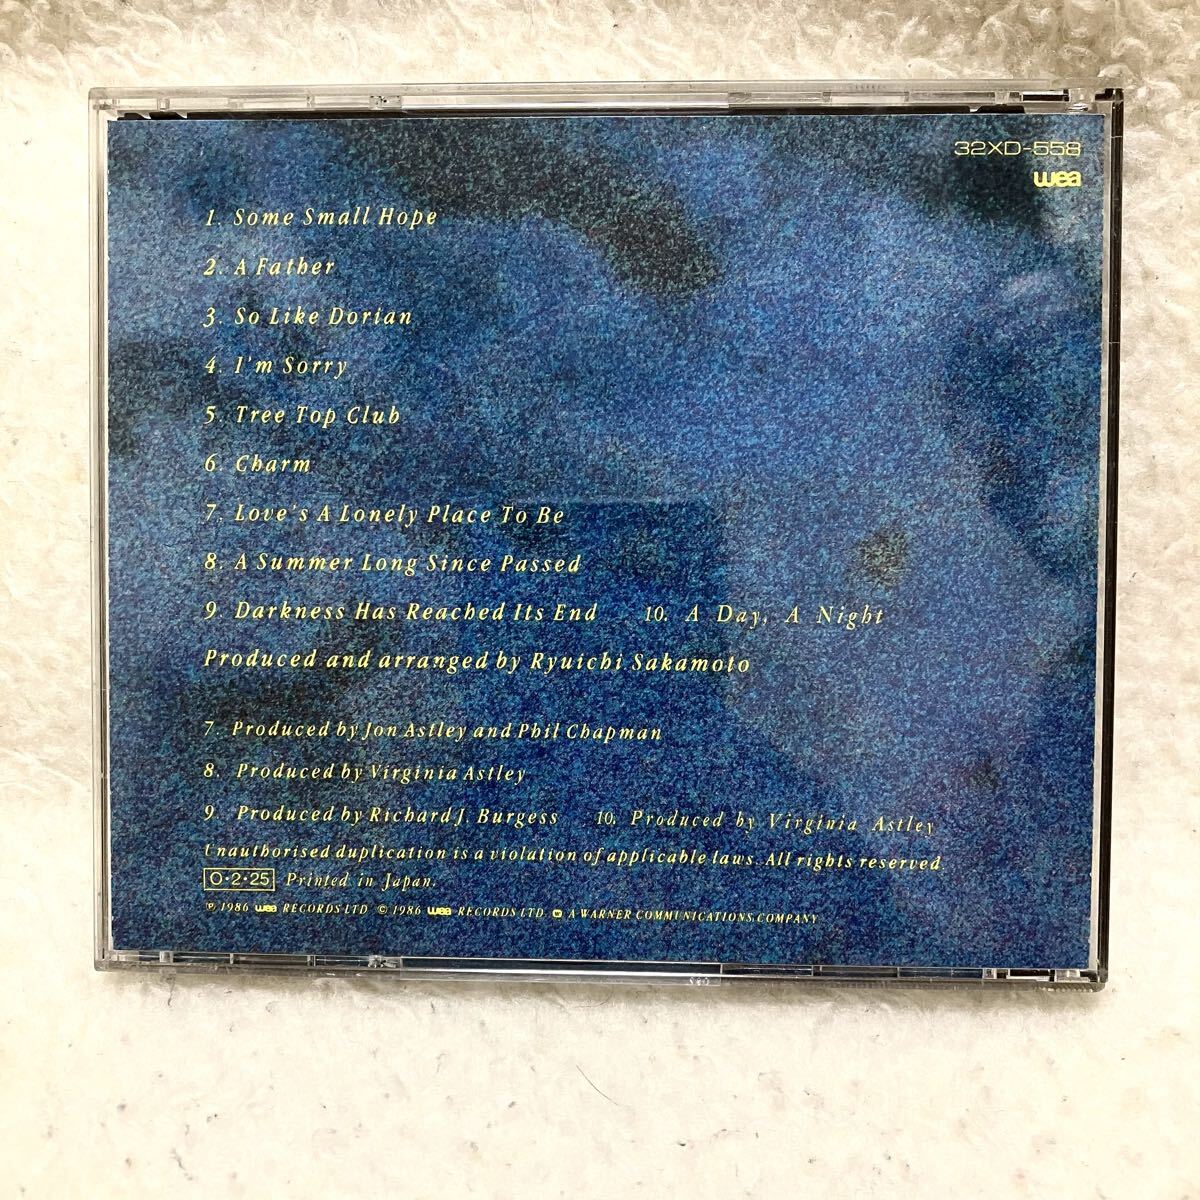 32XD-558
wea
1. Some Small Hope
2. A Father
3. So Like Dorian
4. I'm Sorry
5. Tree Top Club
6. Charm
7. Love's A Lonely Place To Be
8. A Summer Long Since Passed
9. Darkness Has Reached Its End 10. A Day, A Night
Produced and arranged by Ryuichi Sakamoto
7. Produced by Jon Astley and Phil Chapman
8. Produced by Virginia Astley
9. Produced by Richard J. Burgess 10. Produced by Virginia Astley
Unauthorised duplication is a violation of applicable laws. All rights reserved.
O·2·25 Printed in Japan.
℗ 1986 wea RECORDS LTD © 1986 wea RECORDS LTD. A WARNER COMMUNICATIONS COMPANY